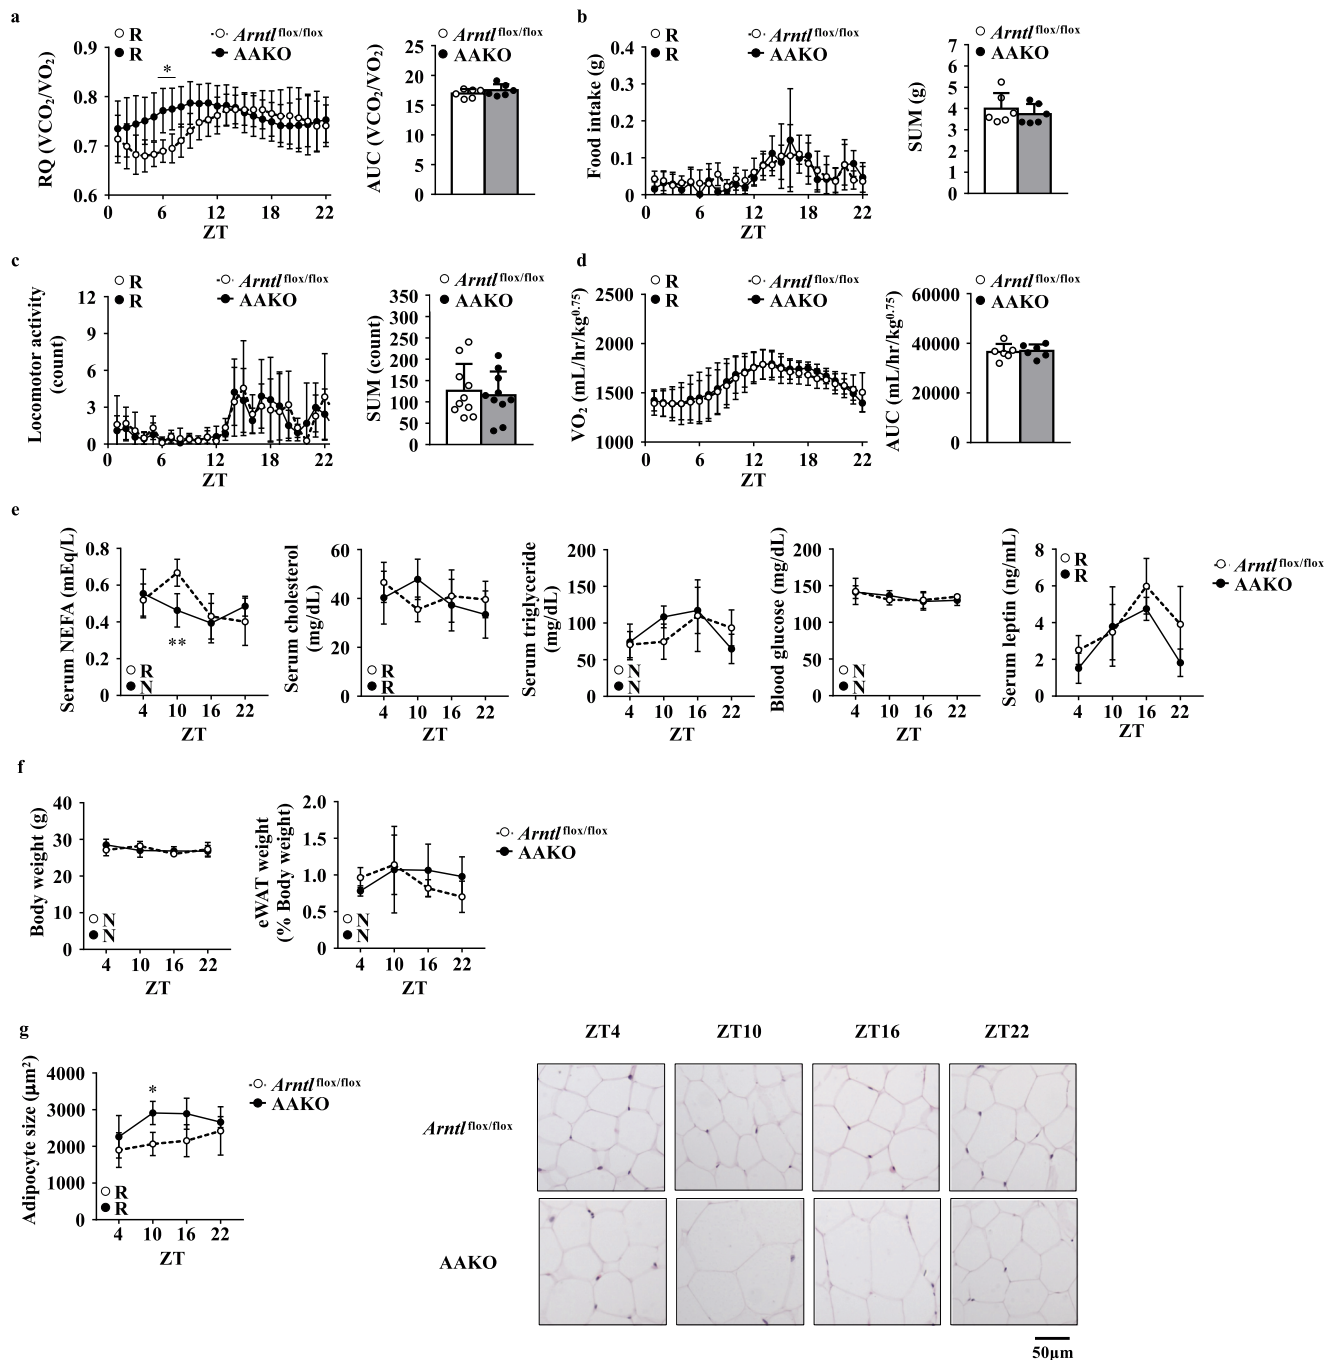 a
R
R
Arntl flox/flox
AAKO
RQ (VCO2/VO2)
0.9
0.8
0.7
0.6
*
0 6 12 18 22
ZT
AUC (VCO2/VO2)
25
20
15
10
5
0
Arntl flox/flox
AAKO
b
R
R
Arntl flox/flox
AAKO
Food intake (g)
0.4
0.3
0.2
0.1
0
0 6 12 18 22
ZT
SUM (g)
7
6
5
4
3
2
1
0
Arntl flox/flox
AAKO
c
R
R
Arntl flox/flox
AAKO
Locomotor activity
(count)
12
9
6
3
0
0 6 12 18 22
ZT
SUM (count)
350
300
250
200
150
100
50
0
Arntl flox/flox
AAKO
d
R
R
Arntl flox/flox
AAKO
VO2 (mL/hr/kg0.75)
2500
2000
1500
1000
0 6 12 18 22
ZT
AUC (mL/hr/kg0.75)
60000
40000
20000
0
Arntl flox/flox
AAKO
e
Serum NEFA (mEq/L)
0.8
0.6
0.4
0.2
0
**
R
N
4 10 16 22
ZT
Serum cholesterol
(mg/dL)
60
40
20
0
R
R
4 10 16 22
ZT
Serum triglyceride
(mg/dL)
200
150
100
50
0
N
N
4 10 16 22
ZT
Blood glucose (mg/dL)
200
150
100
50
0
N
N
4 10 16 22
ZT
Serum leptin (ng/mL)
8
6
4
2
0
R
R
4 10 16 22
ZT
Arntl flox/flox
AAKO
f
Body weight (g)
40
30
20
10
0
N
N
4 10 16 22
ZT
eWAT weight
(% Body weight)
2.0
1.5
1.0
0.5
0
N
N
4 10 16 22
ZT
Arntl flox/flox
AAKO
g
Adipocyte size (μm2)
4000
3000
2000
1000
0
*
R
R
4 10 16 22
ZT
Arntl flox/flox
AAKO
ZT4 ZT10 ZT16 ZT22
Arntl flox/flox
AAKO
50μm